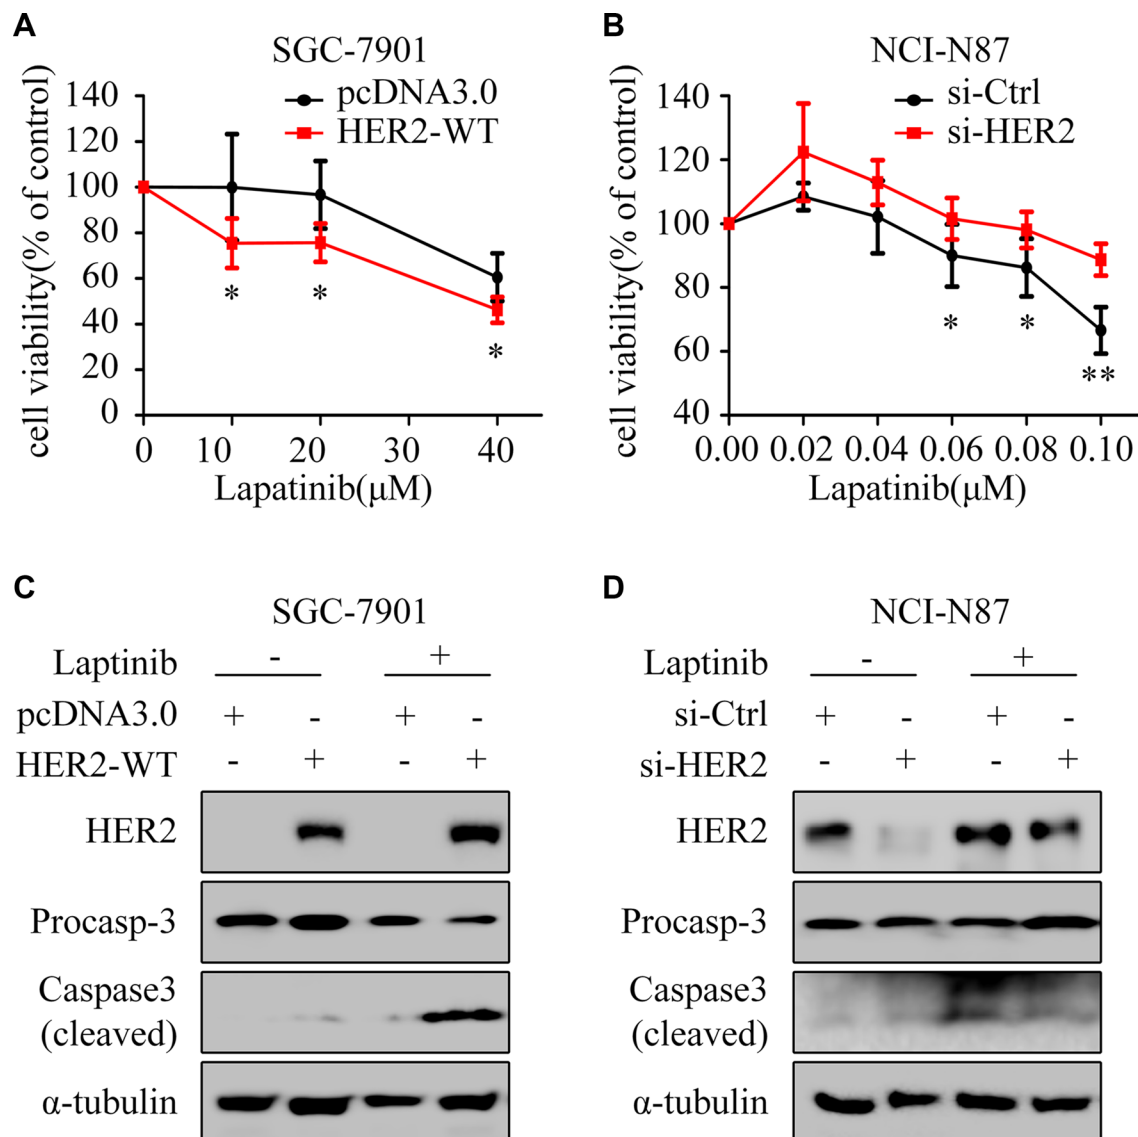 A
SGC-7901
pcDNA3.0
HER2-WT
cell viability(% of control)
140
120
100
80
60
40
20
0
* * *
0 10 20 30 40
Lapatinib(μM)
B
NCI-N87
si-Ctrl
si-HER2
cell viability(% of control)
140
120
100
80
60
40
* * **
0.00 0.02 0.04 0.06 0.08 0.10
Lapatinib(μM)
C
SGC-7901
Laptinib - +
pcDNA3.0 + - + -
HER2-WT - + - +
HER2
Procasp-3
Caspase3
(cleaved)
α-tubulin
D
NCI-N87
Laptinib - +
si-Ctrl + - + -
si-HER2 - + - +
HER2
Procasp-3
Caspase3
(cleaved)
α-tubulin